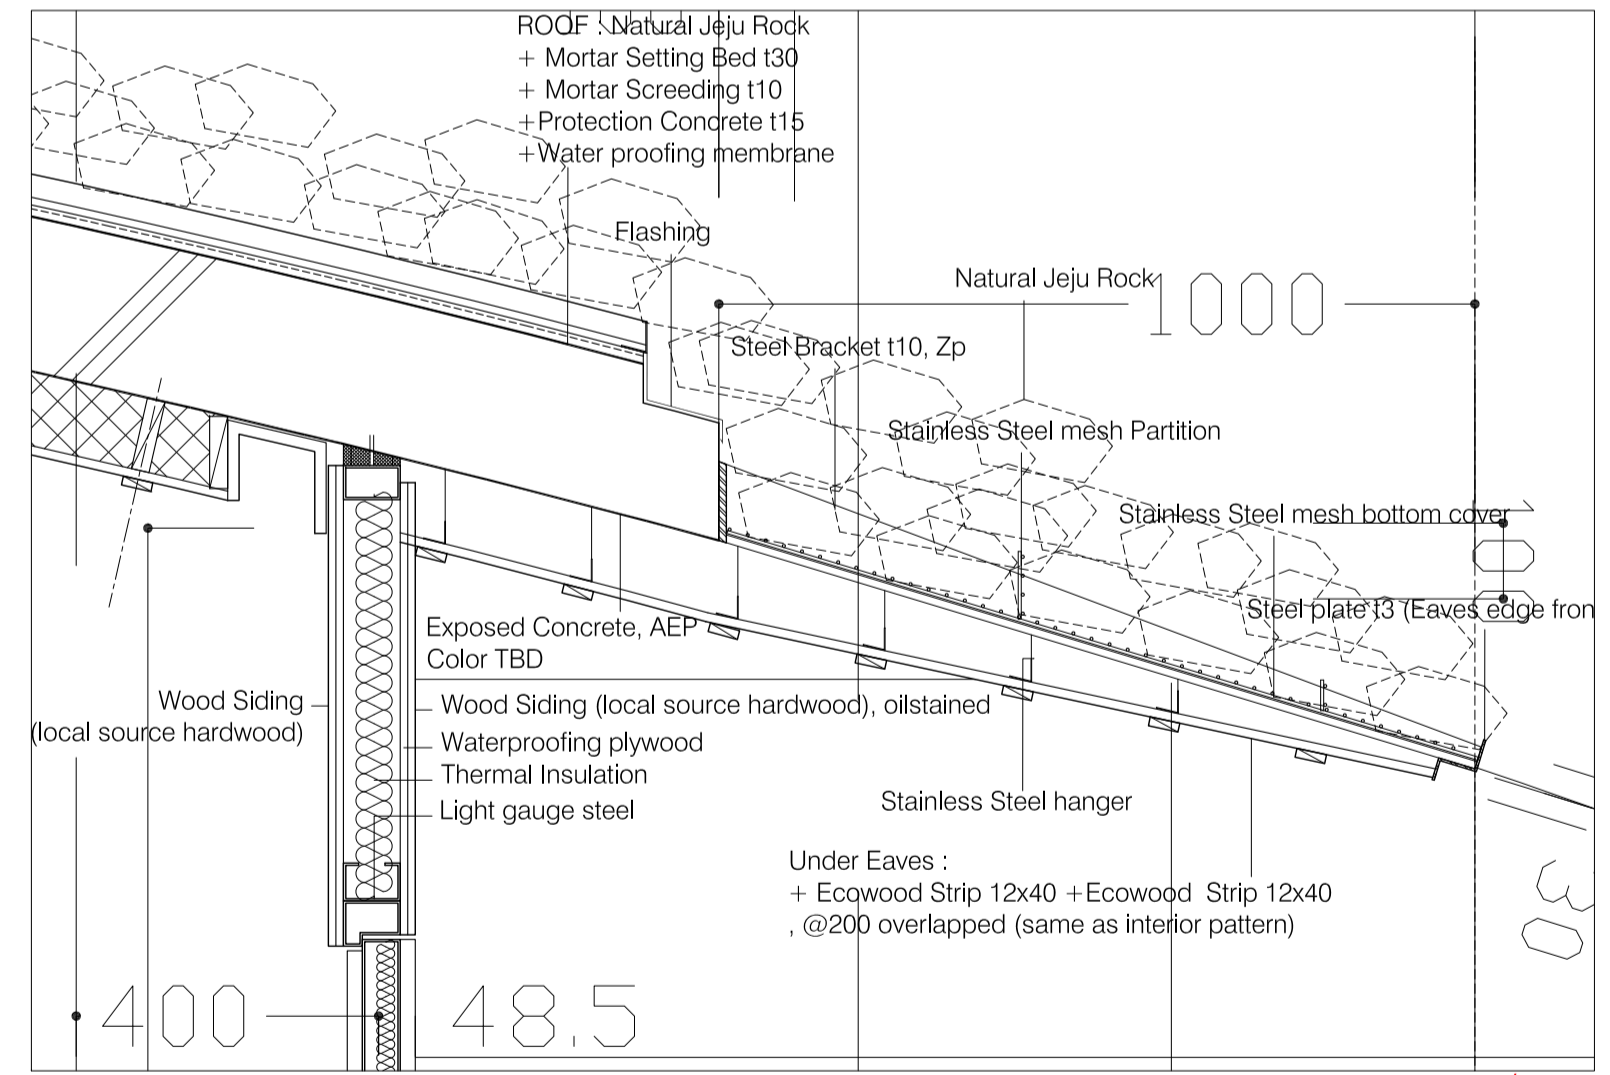 ROOF : Natural Jeju Rock
+ Mortar Setting Bed t30
+ Mortar Screeding t10
+Protection Concrete t15
+Water proofing membrane
Flashing
Natural Jeju Rock
1000
Steel Bracket t10, Zp
Stainless Steel mesh Partition
Stainless Steel mesh bottom cover
Steel plate t3 (Eaves edge fron
Exposed Concrete, AEP
Color TBD
Wood Siding
(local source hardwood)
Wood Siding (local source hardwood), oilstained
Waterproofing plywood
Thermal Insulation
Light gauge steel
Stainless Steel hanger
Under Eaves :
+ Ecowood Strip 12x40 +Ecowood Strip 12x40
, @200 overlapped (same as interior pattern)
100
30
400
48.5